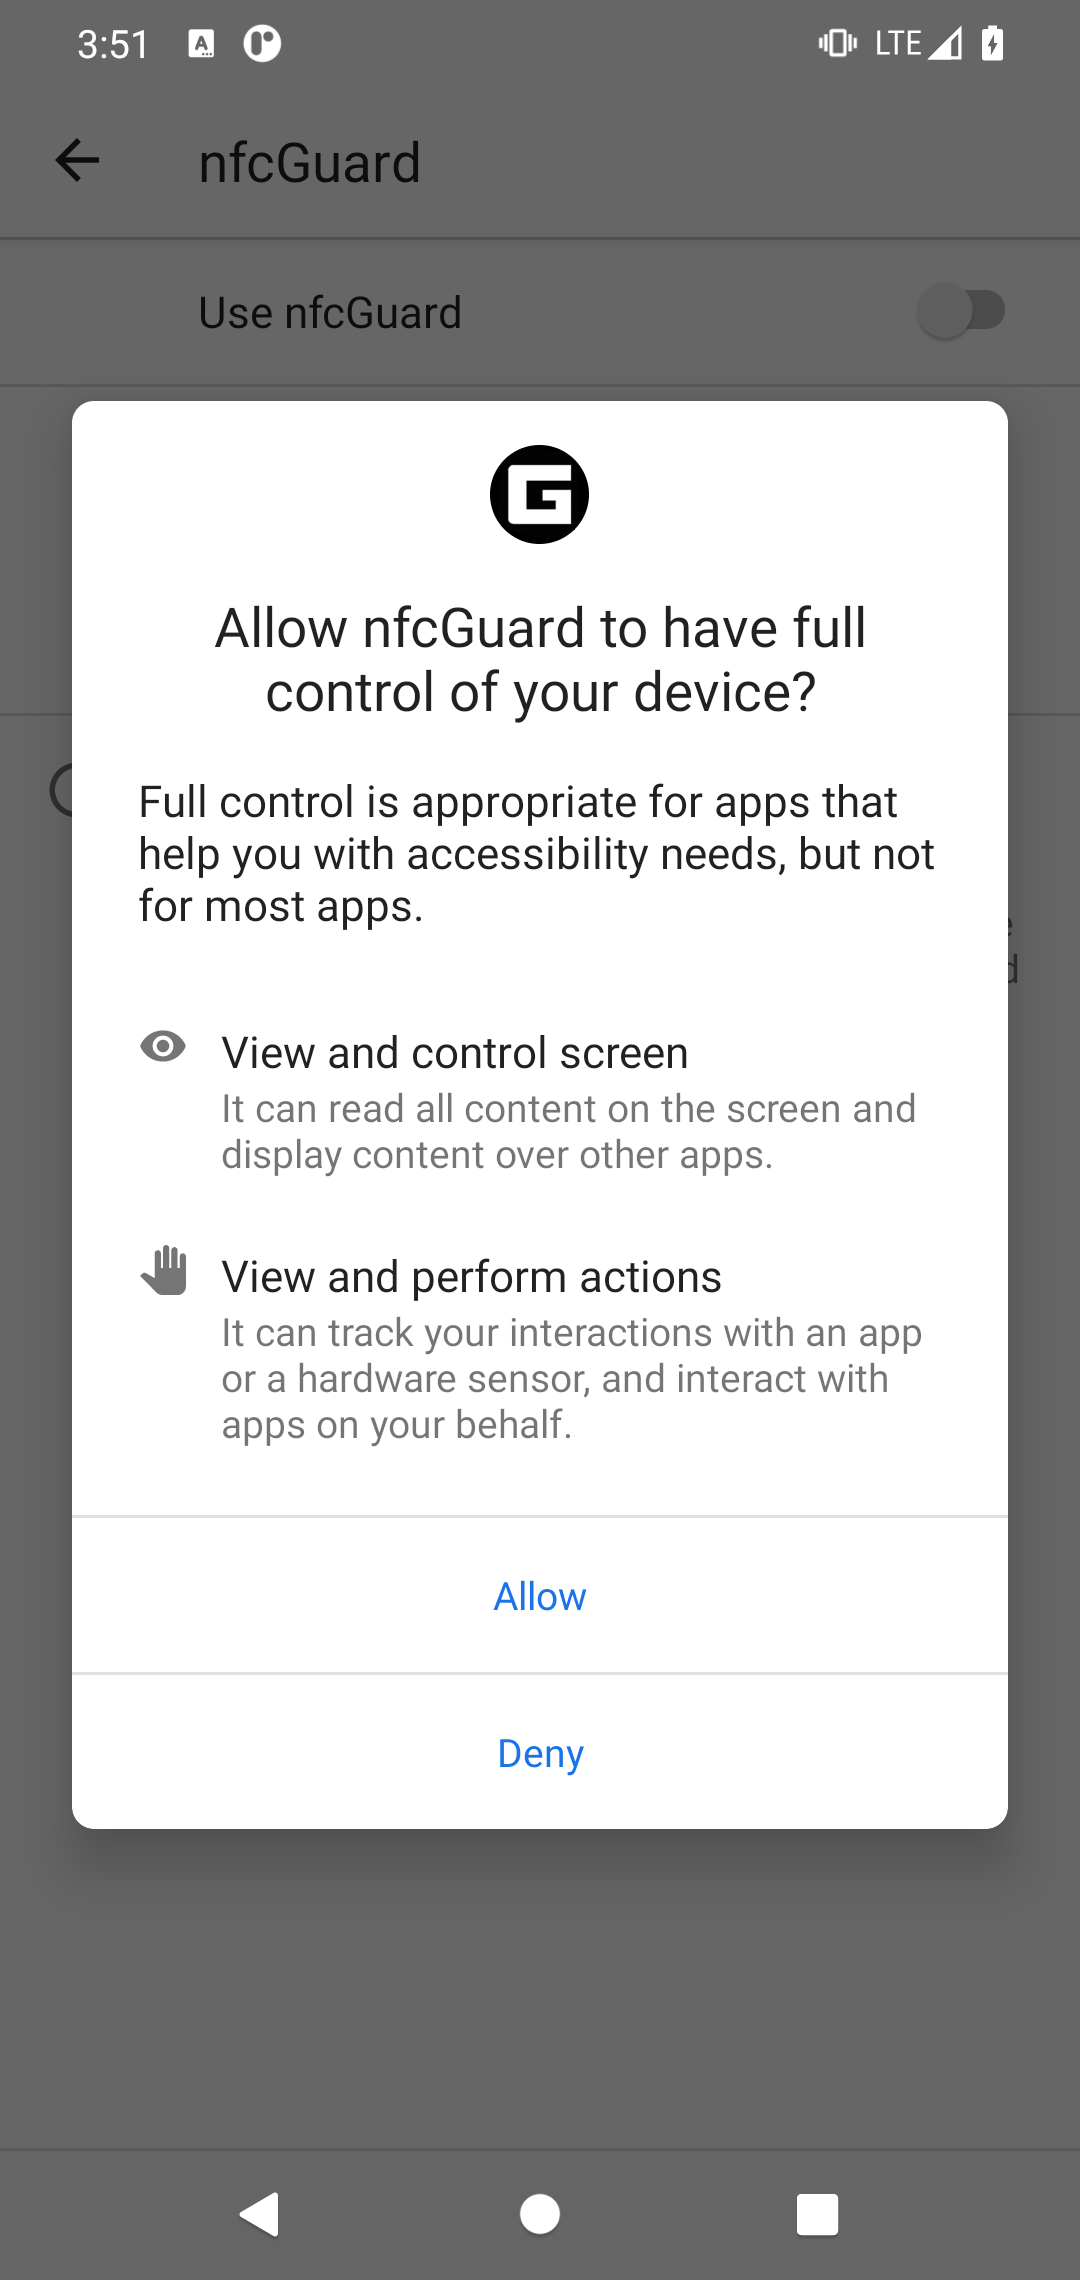 3:51
LTE
nfcGuard
Use nfcGuard
Allow nfcGuard to have full
control of your device?
Full control is appropriate for apps that
help you with accessibility needs, but not
for most apps.
View and control screen
It can read all content on the screen and
display content over other apps.
View and perform actions
It can track your interactions with an app
or a hardware sensor, and interact with
apps on your behalf.
Allow
Deny